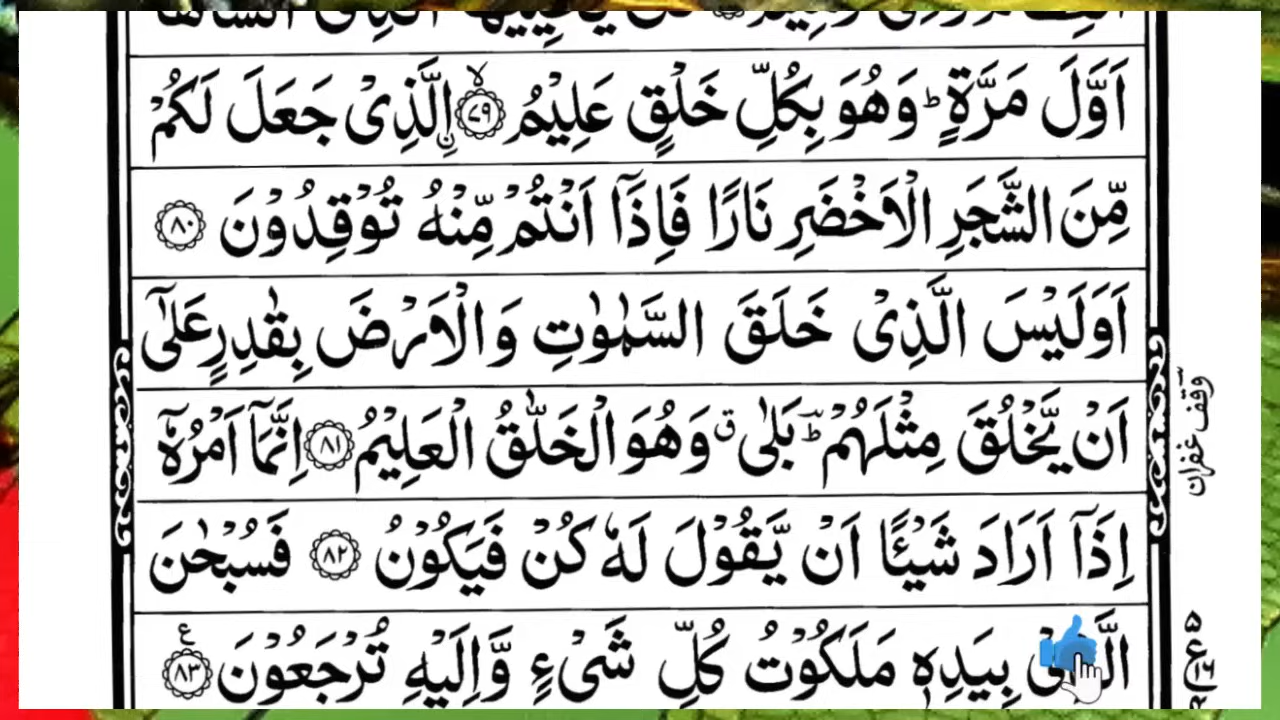 اَوَّلَ مَرَّةٍ ؕ وَهُوَ بِكُلِّ خَلْقٍ عَلِيْمُ ۙ﴿۷۹﴾ اِ۟لَّذِیْ جَعَلَ لَكُمْ
مِّنَ الشَّجَرِ الْاَخْضَرِ نَارًا فَاِذَاۤ اَنْتُمْ مِّنْهُ تُوْقِدُوْنَ ﴿۸۰﴾
اَوَلَيْسَ الَّذِیْ خَلَقَ السَّمٰوٰتِ وَالْاَرْضَ بِقٰدِرٍ عَلٰۤی
اَنْ يَّخْلُقَ مِثْلَهُمْ ؕ بَلٰی ۗ وَهُوَ الْخَلّٰقُ الْعَلِيْمُ ﴿۸۱﴾ اِنَّمَاۤ اَمْرُهٗۤ
وقف غفران
اِذَاۤ اَرَادَ شَيْـًٔا اَنْ يَّقُوْلَ لَهٗ كُنْ فَيَكُوْنُ ﴿۸۲﴾ فَسُبْحٰنَ
الَّذِیْ بِيَدِهٖ مَلَكُوْتُ كُلِّ شَیْءٍ وَّاِلَيْهِ تُرْجَعُوْنَ ﴿۸۳﴾ ع